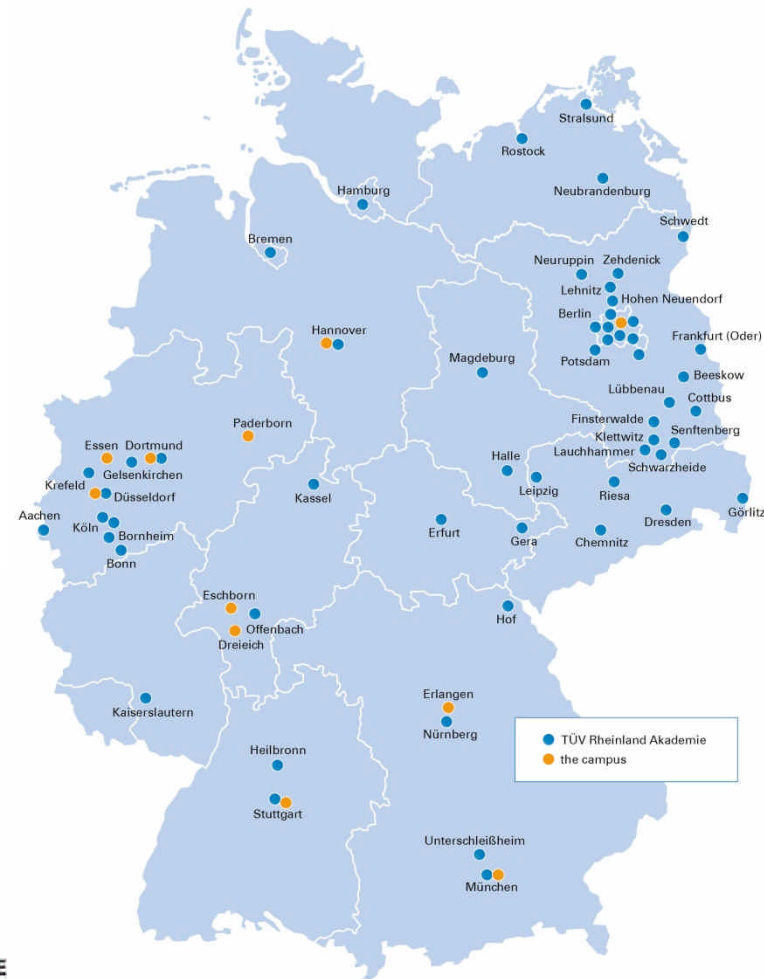 Stralsund
Rostock
Neubrandenburg
Hamburg
Schwedt
Bremen
Neuruppin
Zehdenick
Lehnitz
Hohen Neuendorf
Berlin
Hannover
Frankfurt (Oder)
Magdeburg
Potsdam
Beeskow
Lübbenau
Cottbus
Paderborn
Finsterwalde
Essen
Dortmund
Klettwitz
Senftenberg
Gelsenkirchen
Lauchhammer
Schwarzheide
Krefeld
Halle
Düsseldorf
Kassel
Leipzig
Riesa
Aachen
Görlitz
Köln
Dresden
Bornheim
Erfurt
Gera
Chemnitz
Bonn
Eschborn
Hof
Offenbach
Dreieich
Erlangen
Kaiserslautern
Nürnberg
TÜV Rheinland Akademie
Heilbronn
the campus
Stuttgart
Unterschleißheim
München